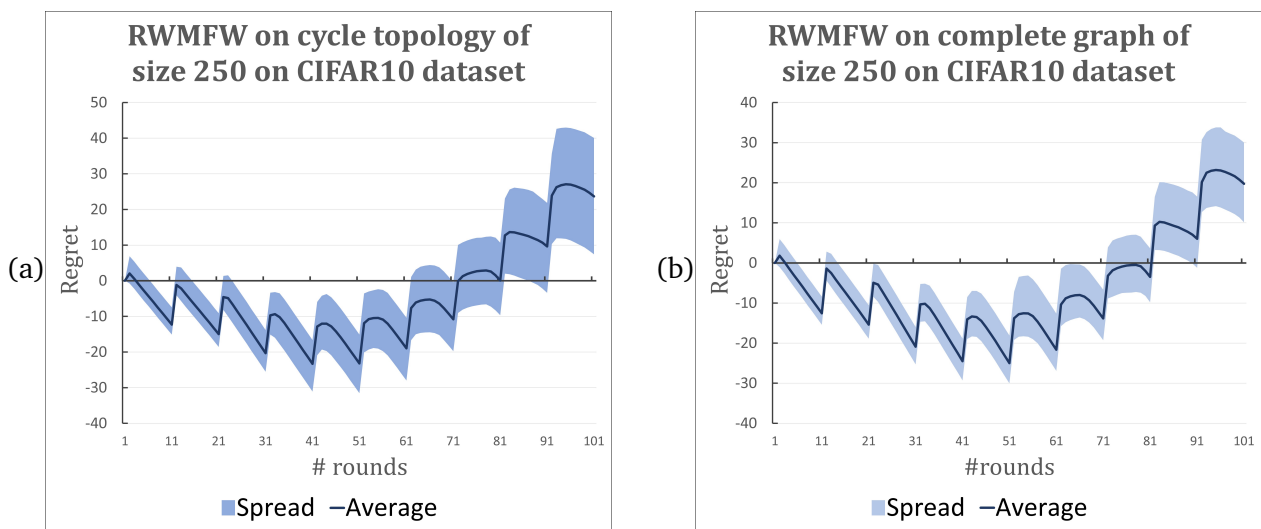 (a)
RWMFW on cycle topology of
size 250 on CIFAR10 dataset
Regret
50
40
30
20
10
0
-10
-20
-30
-40
1 11 21 31 41 51 61 71 81 91 101
# rounds
Spread Average
(b)
RWMFW on complete graph of
size 250 on CIFAR10 dataset
Regret
40
30
20
10
0
-10
-20
-30
-40
1 11 21 31 41 51 61 71 81 91 101
#rounds
Spread Average